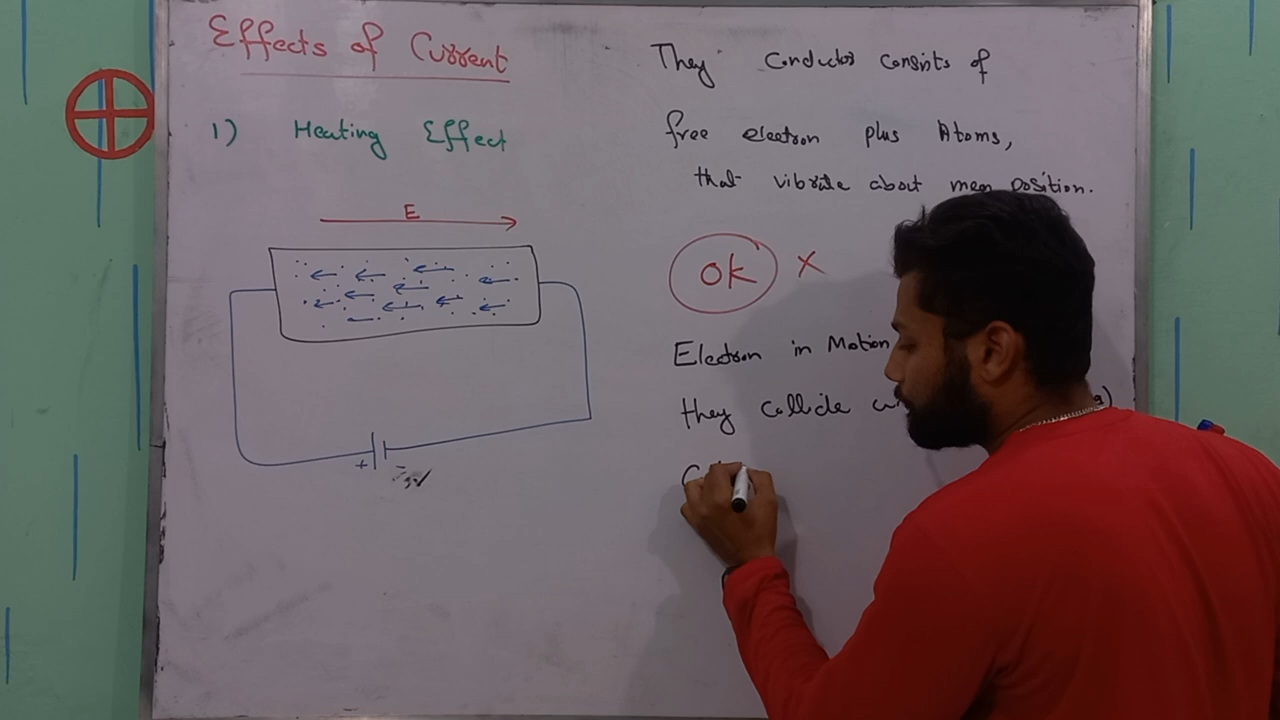 Effects of Current
1) Heating Effect
E
+
They conductor consists of
free electron plus Atoms,
that vibrate about mean position.
OK X
Electron in Motion
they collide